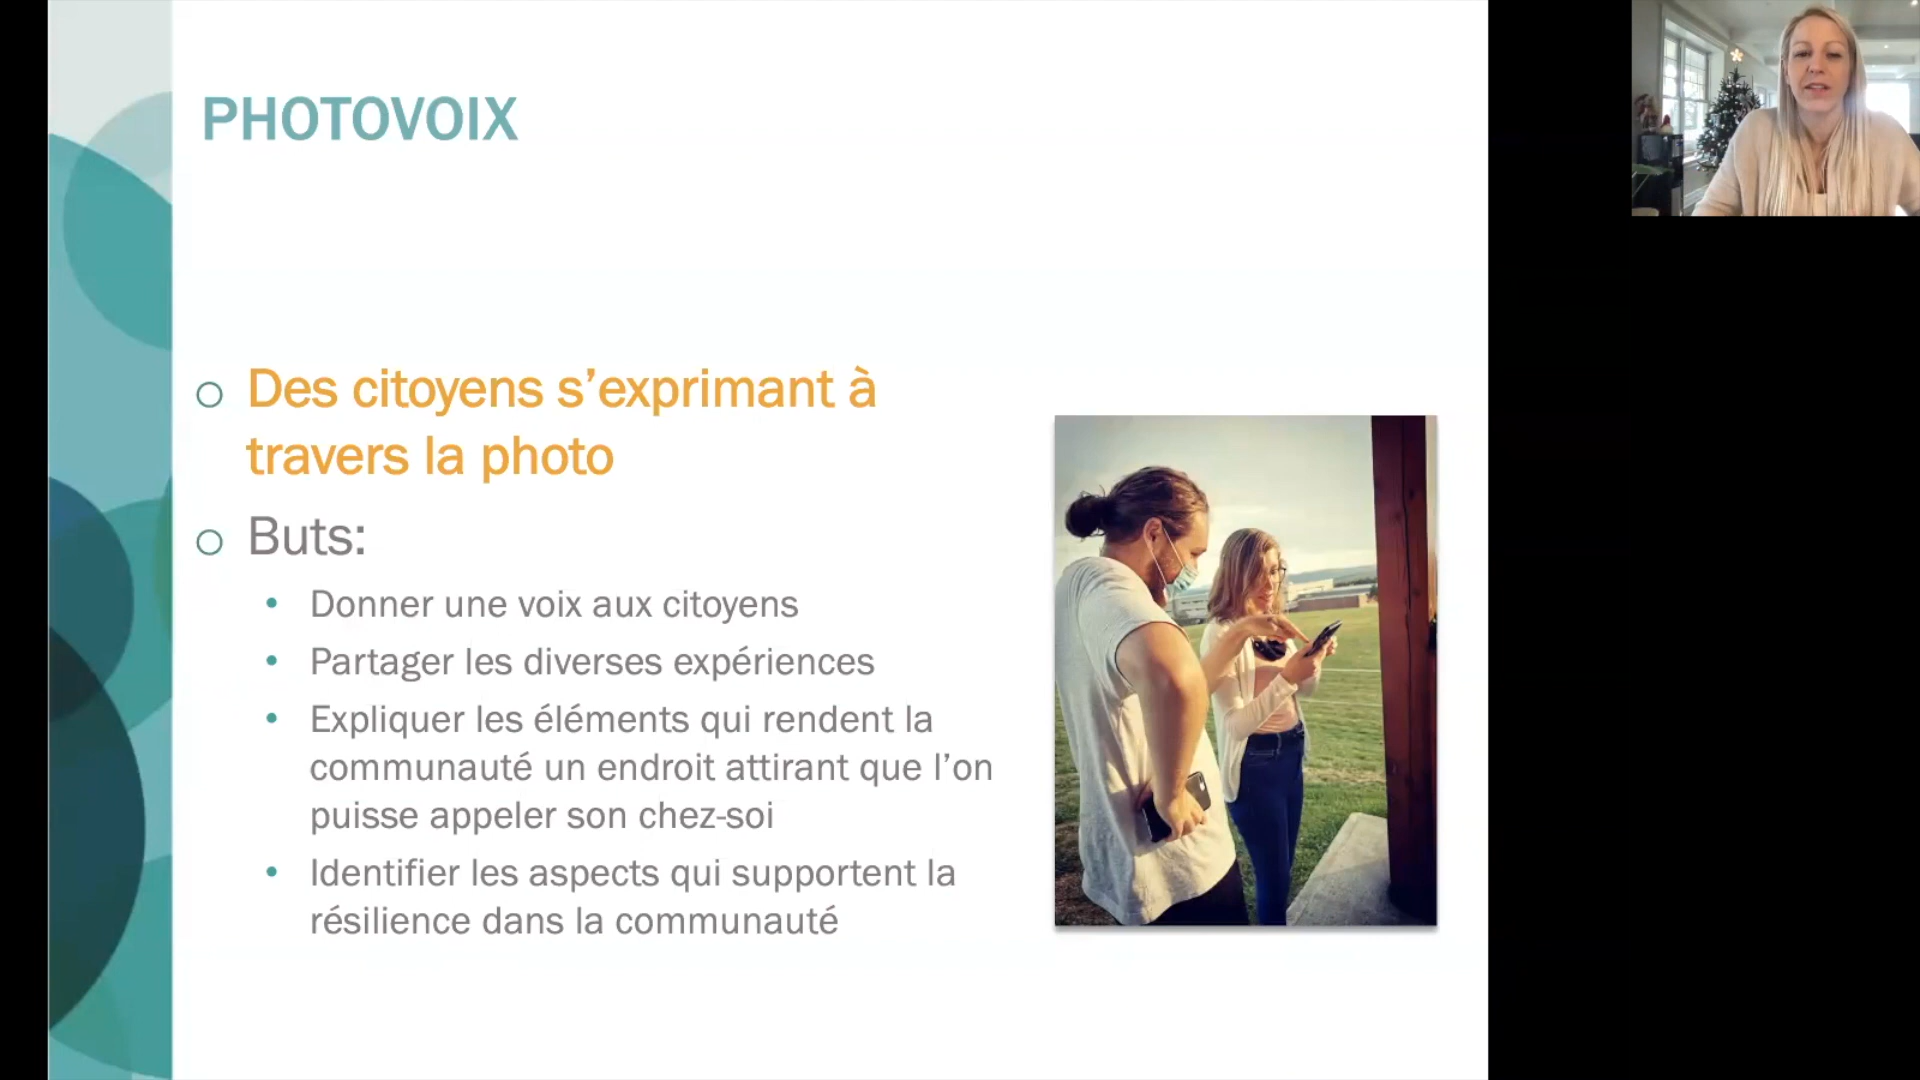 PHOTOVOIX
o Des citoyens s’exprimant à
travers la photo
o Buts:
• Donner une voix aux citoyens
• Partager les diverses expériences
• Expliquer les éléments qui rendent la
communauté un endroit attirant que l’on
puisse appeler son chez-soi
• Identifier les aspects qui supportent la
résilience dans la communauté